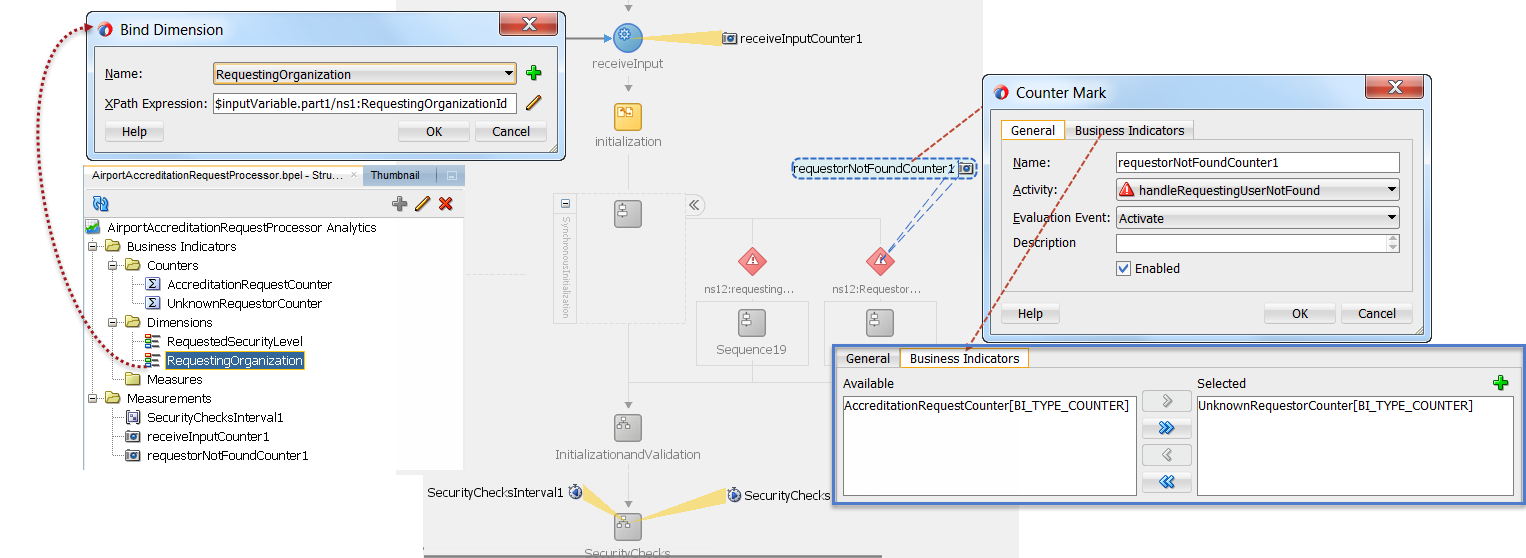 Bind Dimension
Name:
RequestingOrganization
XPath Expression:
$inputVariable.part1/ns1:RequestingOrganizationId
Help
OK
Cancel
AirportAccreditationRequestProcessor.bpel - Stru...
Thumbnail
AirportAccreditationRequestProcessor Analytics
Business Indicators
Counters
AccreditationRequestCounter
UnknownRequestorCounter
Dimensions
RequestedSecurityLevel
RequestingOrganization
Measures
Measurements
SecurityChecksInterval1
receiveInputCounter1
requestorNotFoundCounter1
receiveInput
receiveInputCounter1
initialization
requestorNotFoundCounter1
SynchronousInitialization
ns12:requesting...
ns12:Requestor...
Sequence19
InitializationandValidation
SecurityChecksInterval1
SecurityChecks
SecurityChecks
Counter Mark
General
Business Indicators
Name:
requestorNotFoundCounter1
Activity:
handleRequestingUserNotFound
Evaluation Event:
Activate
Description
Enabled
Help
OK
Cancel
General
Business Indicators
Available
AccreditationRequestCounter[BI_TYPE_COUNTER]
Selected
UnknownRequestorCounter[BI_TYPE_COUNTER]